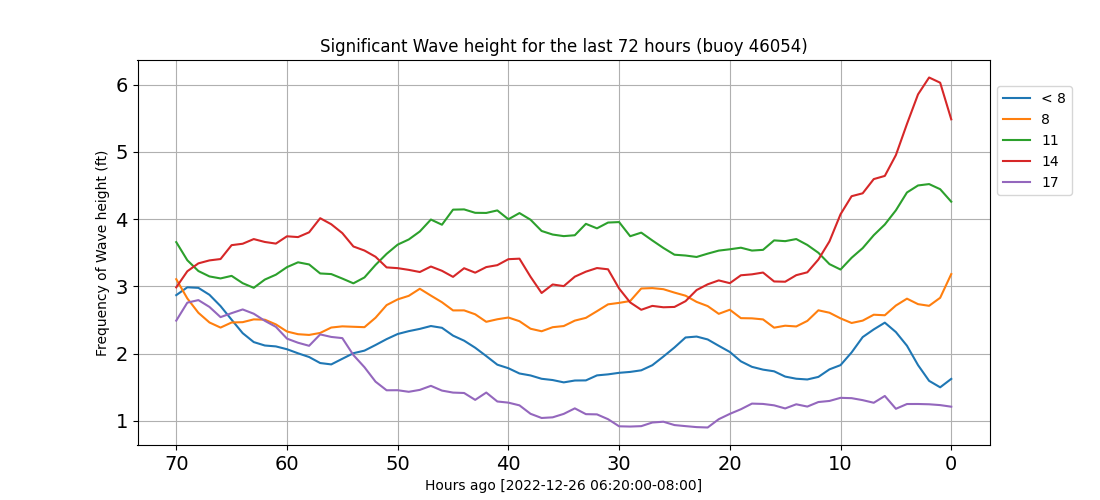 Significant Wave height for the last 72 hours (buoy 46054)
Frequency of Wave height (ft)
6
5
4
3
2
1
70 60 50 40 30 20 10 0
Hours ago [2022-12-26 06:20:00-08:00]
< 8
8
11
14
17